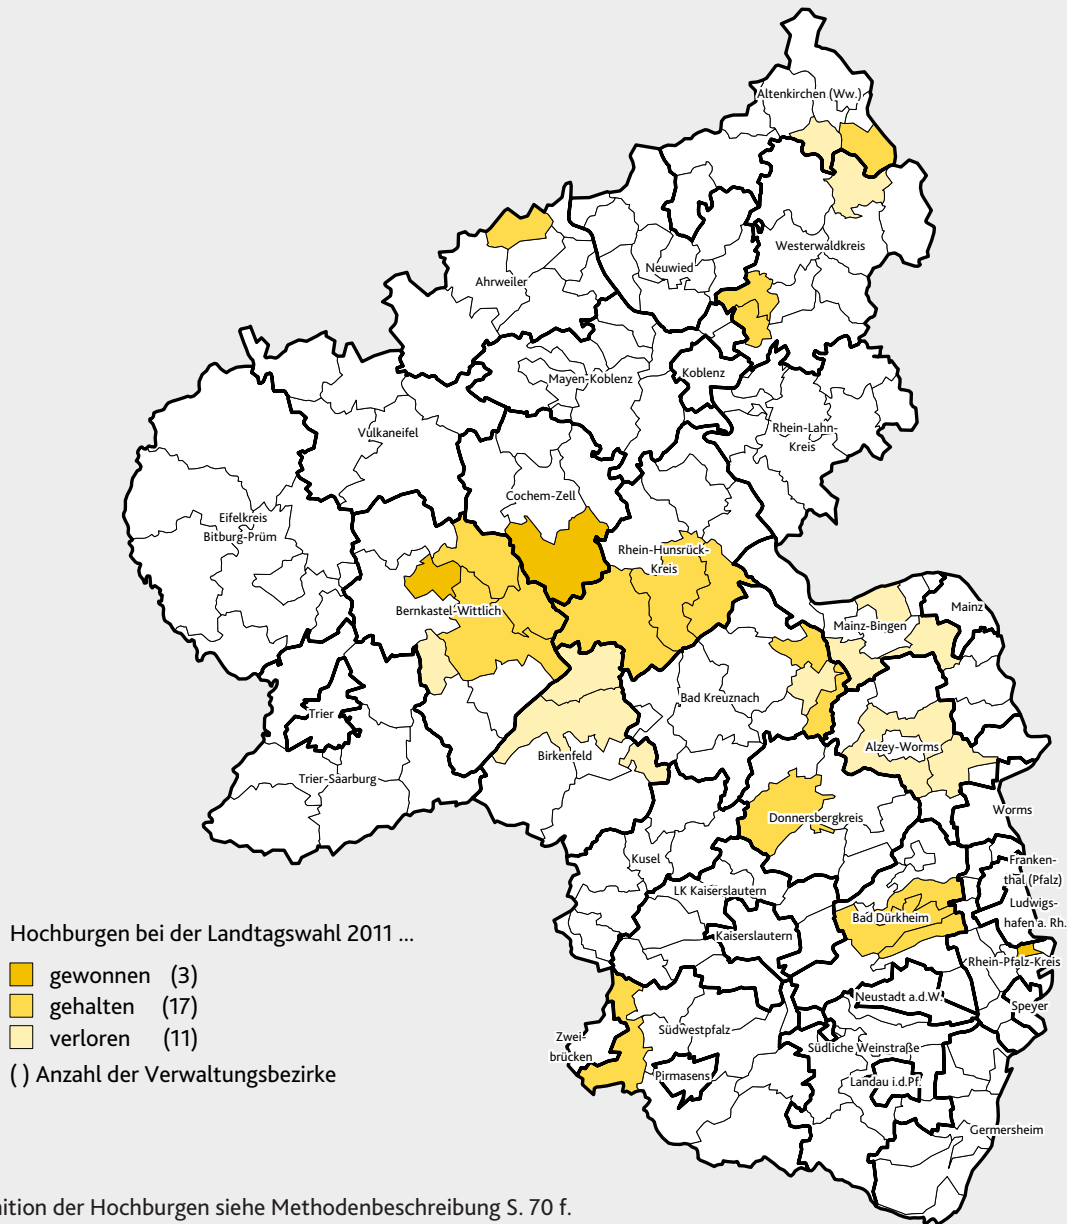 Altenkirchen (Ww.)
Westerwaldkreis
Neuwied
Ahrweiler
Mayen-Koblenz
Koblenz
Rhein-Lahn-
Kreis
Vulkaneifel
Cochem-Zell
Eifelkreis
Bitburg-Prüm
Rhein-Hunsrück-
Kreis
Bernkastel-Wittlich
Mainz
Mainz-Bingen
Bad Kreuznach
Trier
Alzey-Worms
Birkenfeld
Trier-Saarburg
Worms
Donnersbergkreis
Kusel
Franken-
thal (Pfalz)
LK Kaiserslautern
Ludwigs-
hafen a. Rh.
Bad Dürkheim
Kaiserslautern
Rhein-Pfalz-Kreis
Neustadt a.d.W.
Speyer
Südwestpfalz
Zwei-
brücken
Südliche Weinstraße
Pirmasens
Landau i.d.Pf.
Germersheim
Hochburgen bei der Landtagswahl 2011 ...
gewonnen (3)
gehalten (17)
verloren (11)
( ) Anzahl der Verwaltungsbezirke
nition der Hochburgen siehe Methodenbeschreibung S. 70 f.